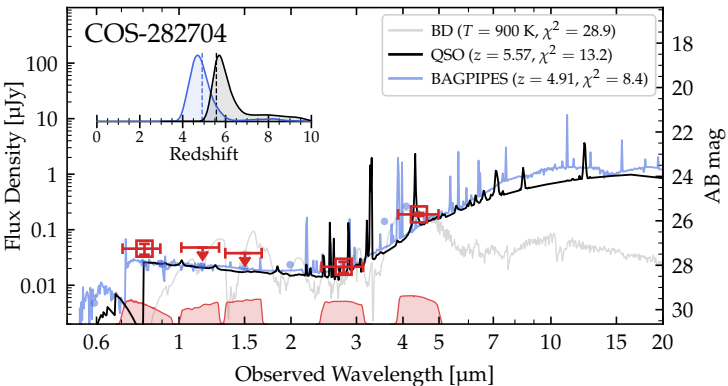 COS-282704
BD (T = 900 K, χ² = 28.9)
QSO (z = 5.57, χ² = 13.2)
BAGPIPES (z = 4.91, χ² = 8.4)
0 2 4 6 8 10
Redshift
Flux Density [μJy]
100
10
1
0.1
0.01
18
20
22
24
26
28
30
AB mag
0.6 1 2 3 4 5 10 15 20
Observed Wavelength [μm]